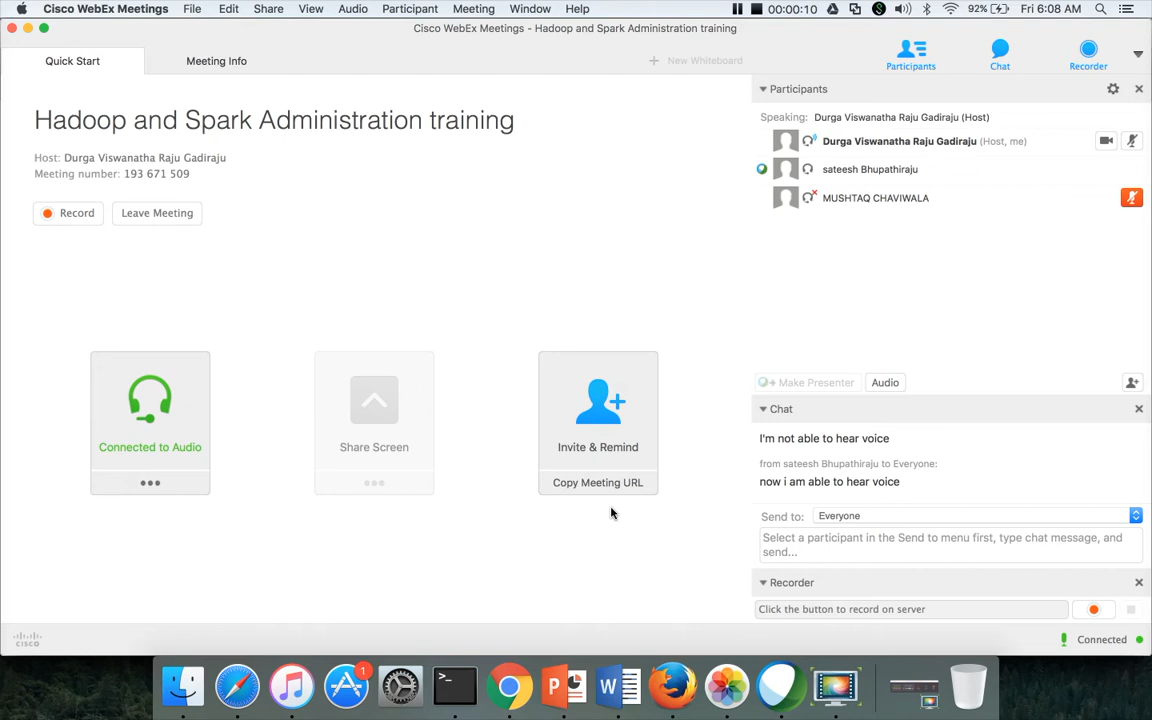 Cisco WebEx Meetings File Edit Share View Audio Participant Meeting Window Help 00:00:10 92% Fri 6:08 AM
Cisco WebEx Meetings - Hadoop and Spark Administration training
Quick Start Meeting Info + New Whiteboard
Participants Chat Recorder
Hadoop and Spark Administration training
Host: Durga Viswanatha Raju Gadiraju
Meeting number: 193 671 509
Record Leave Meeting
Connected to Audio
Share Screen
Invite & Remind
Copy Meeting URL
Participants
Speaking: Durga Viswanatha Raju Gadiraju (Host)
Durga Viswanatha Raju Gadiraju (Host, me)
sateesh Bhupathiraju
MUSHTAQ CHAVIWALA
Make Presenter Audio
Chat
I'm not able to hear voice
from sateesh Bhupathiraju to Everyone:
now i am able to hear voice
Send to: Everyone
Select a participant in the Send to menu first, type chat message, and
send...
Recorder
Click the button to record on server
CISCO
Connected
1